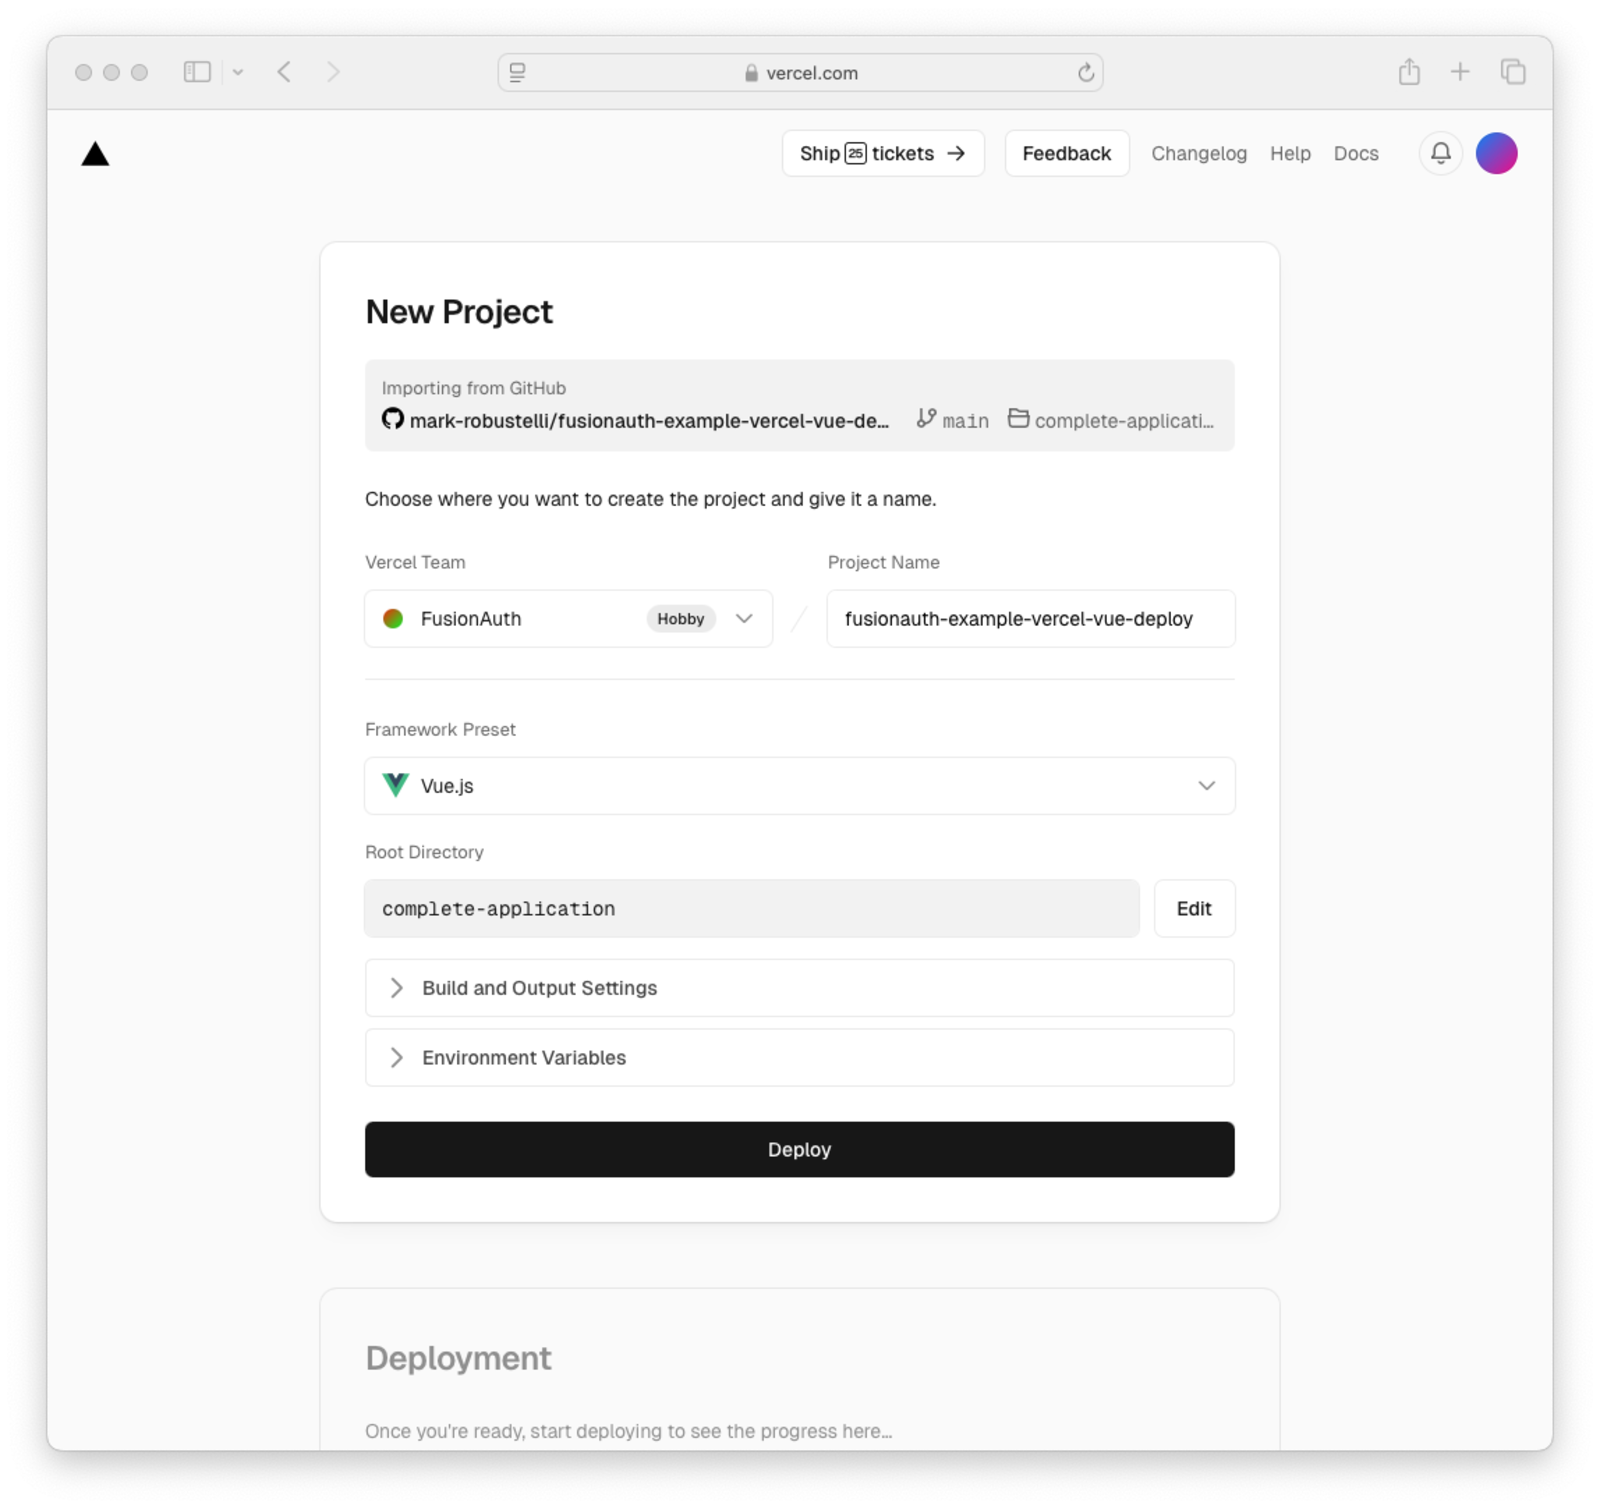 vercel.com
Ship 25 tickets →
Feedback
Changelog
Help
Docs
New Project
Importing from GitHub
mark-robustelli/fusionauth-example-vercel-vue-de... main complete-applicati...
Choose where you want to create the project and give it a name.
Vercel Team
Project Name
FusionAuth Hobby
/
fusionauth-example-vercel-vue-deploy
Framework Preset
Vue.js
Root Directory
complete-application
Edit
Build and Output Settings
Environment Variables
Deploy
Deployment
Once you're ready, start deploying to see the progress here...